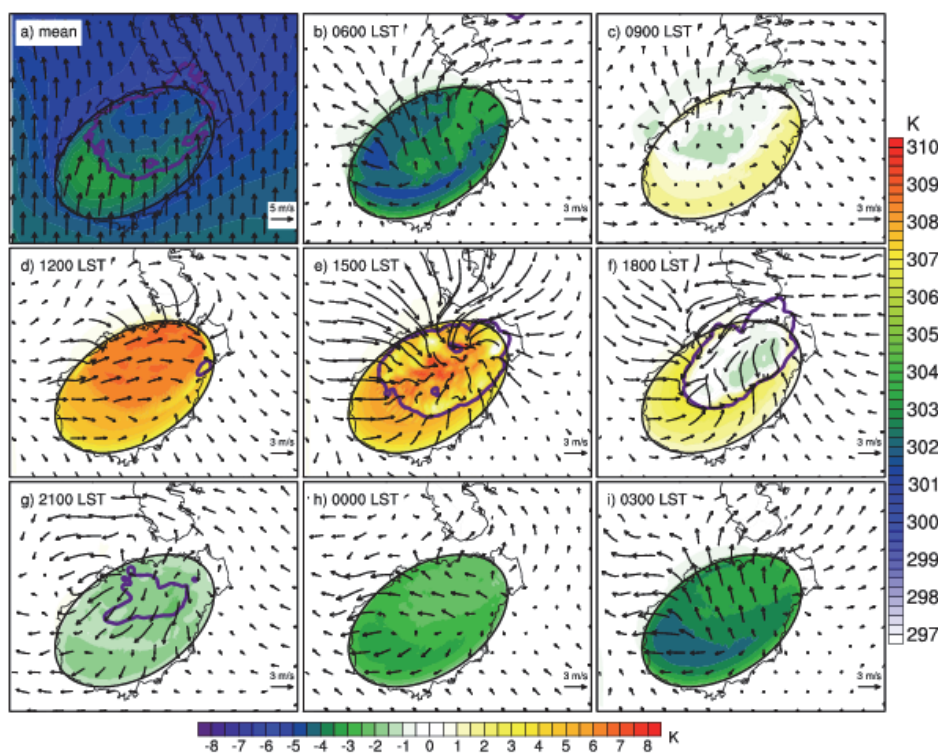 a) mean
b) 0600 LST
c) 0900 LST
5 m/s
3 m/s
3 m/s
d) 1200 LST
e) 1500 LST
f) 1800 LST
3 m/s
3 m/s
3 m/s
g) 2100 LST
h) 0000 LST
i) 0300 LST
3 m/s
3 m/s
3 m/s
K
310
309
308
307
306
305
304
303
302
301
300
299
298
297
-8 -7 -6 -5 -4 -3 -2 -1 0 1 2 3 4 5 6 7 8 K